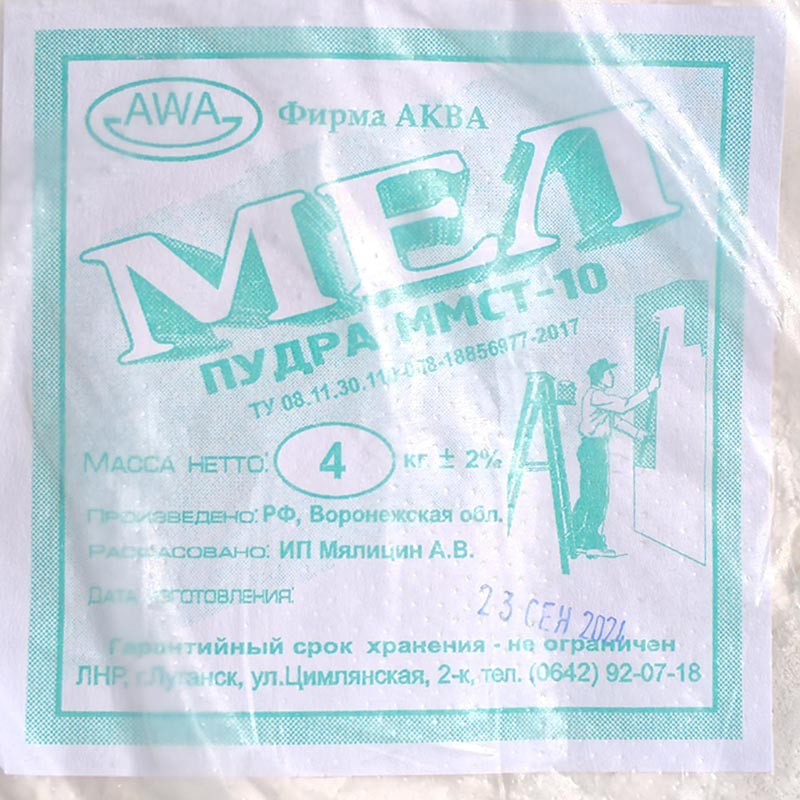 AWA
Фирма АКВА
МЕЛ
ПУДРА ММСТ-10
ТУ 08.11.30.11 -18856977-2017
МАССА НЕТТО: 4 кг. ± 2%
ПРОИЗВЕДЕНО: РФ, Воронежская обл.
РАСФАСОВАНО: ИП Мялицин А.В.
ДАТА ИЗГОТОВЛЕНИЯ:
23 СЕН 2024
Гарантийный срок хранения - не ограничен
ЛНР, г.Луганск, ул.Цимлянская, 2-к, тел. (0642) 92-07-18